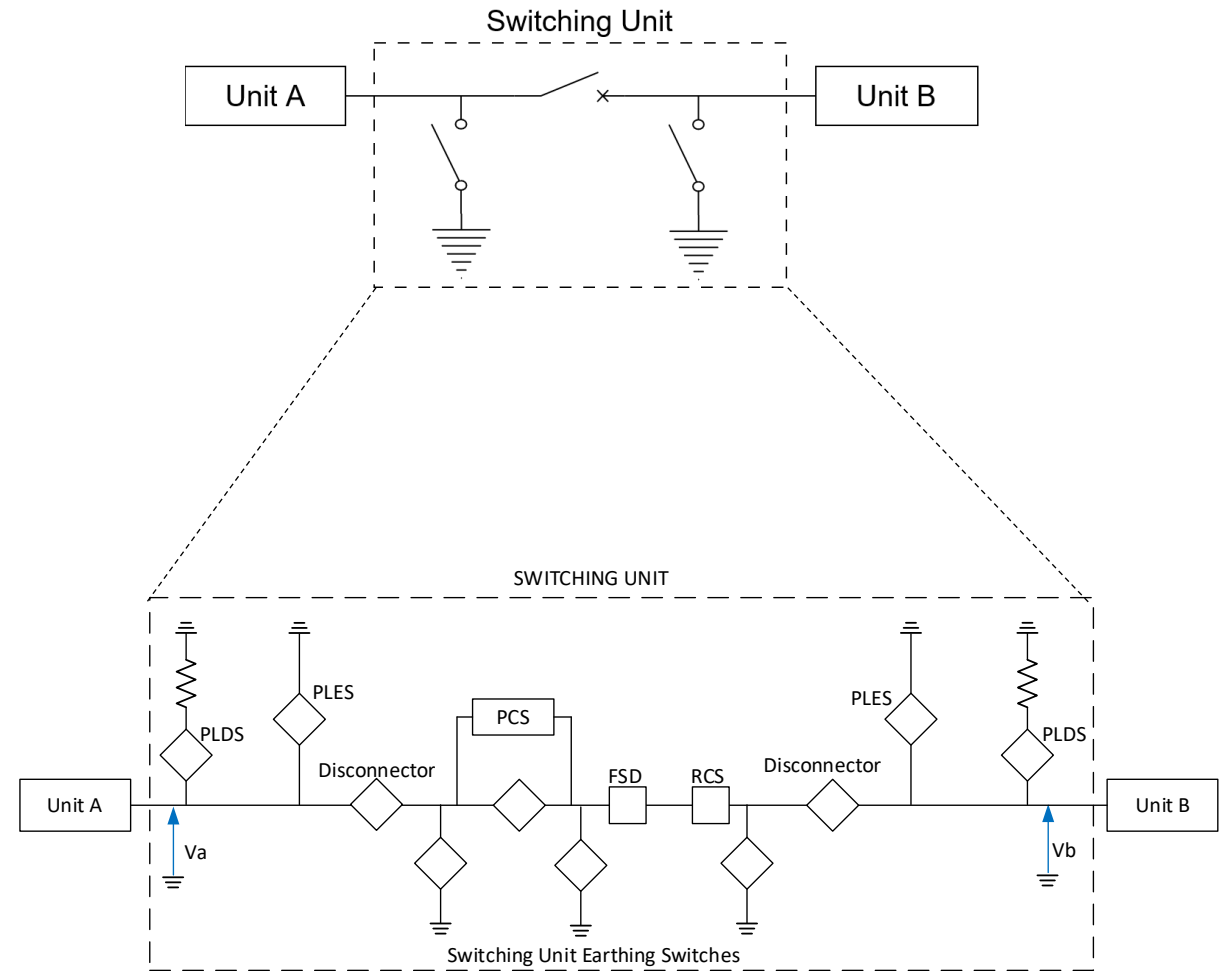 Switching Unit
Unit A
Unit B
SWITCHING UNIT
PLES
PLES
PCS
PLDS
PLDS
Disconnector
Disconnector
FSD
RCS
Unit A
Unit B
Va
Vb
Switching Unit Earthing Switches